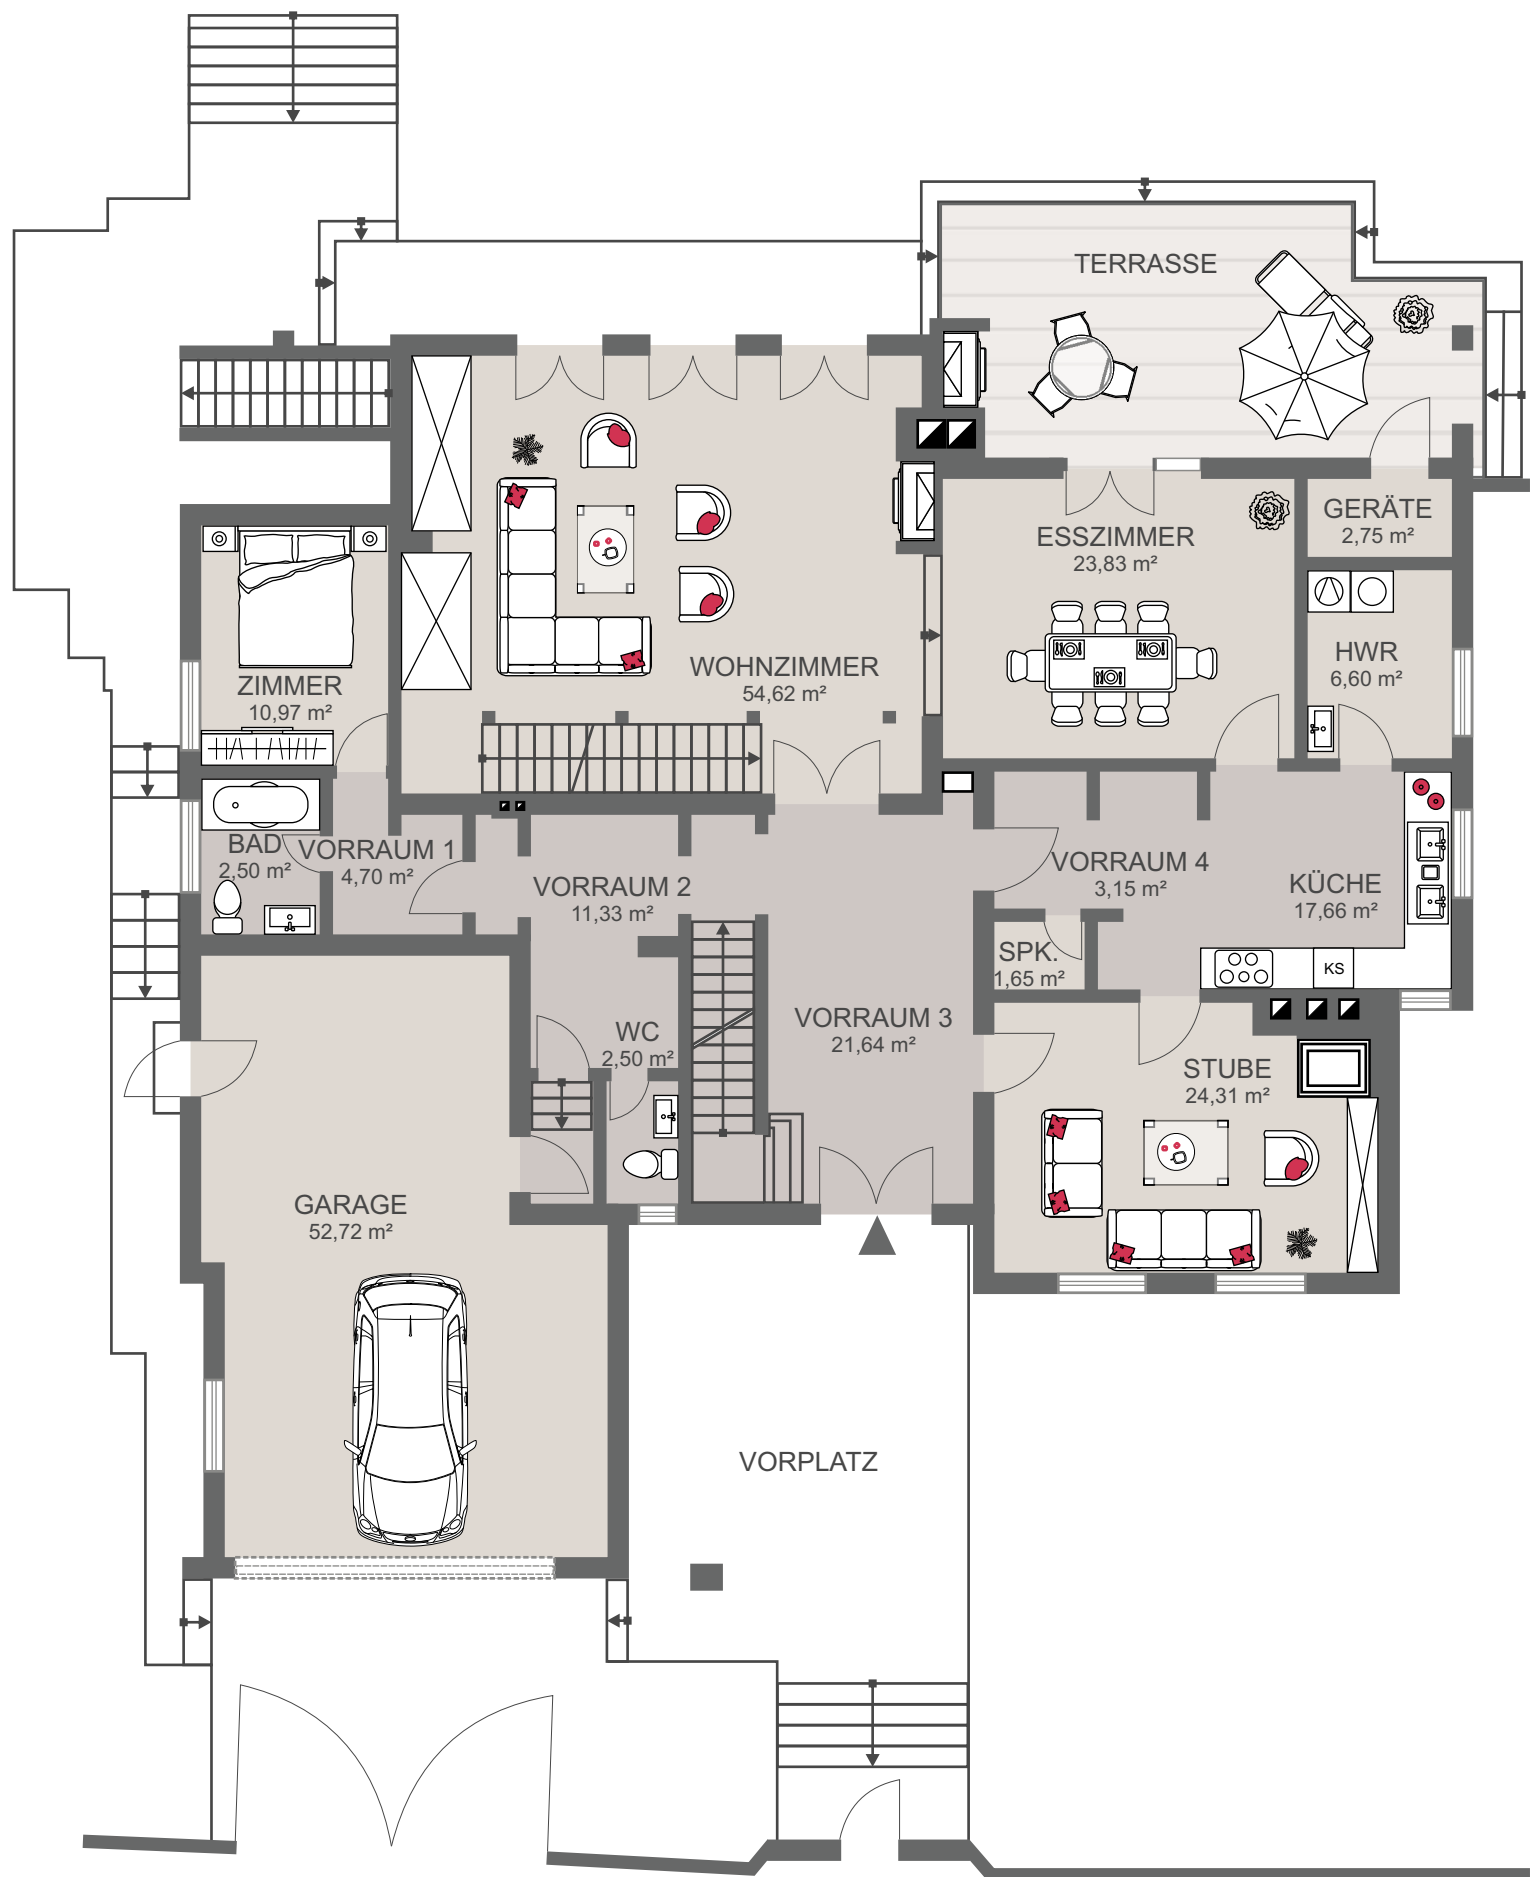 TERRASSE
GERÄTE
2,75 m²
ESSZIMMER
23,83 m²
HWR
6,60 m²
WOHNZIMMER
54,62 m²
ZIMMER
10,97 m²
BAD
2,50 m²
VORRAUM 1
4,70 m²
VORRAUM 2
11,33 m²
VORRAUM 4
3,15 m²
KÜCHE
17,66 m²
SPK.
1,65 m²
KS
VORRAUM 3
21,64 m²
WC
2,50 m²
STUBE
24,31 m²
GARAGE
52,72 m²
VORPLATZ